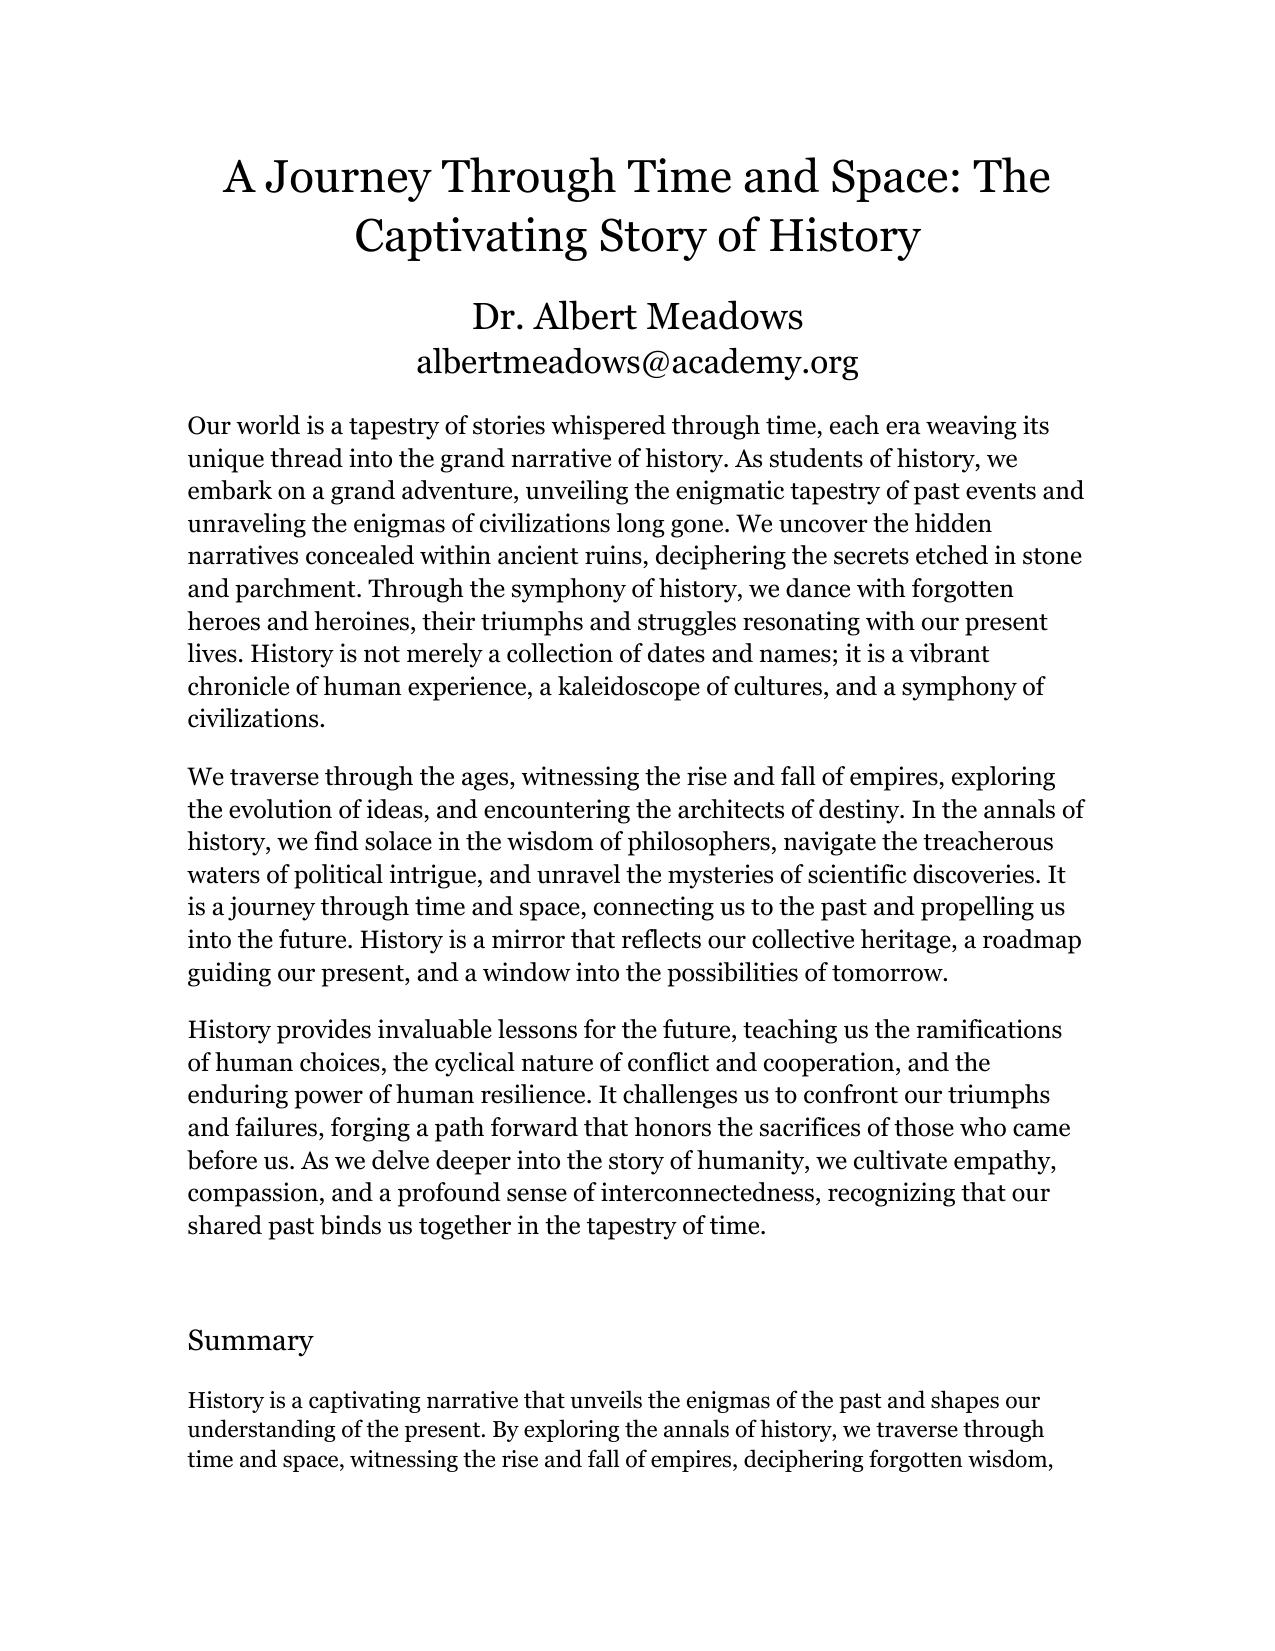 A Journey Through Time and Space: The
Captivating Story of History
Dr. Albert Meadows
albertmeadows@academy.org
Our world is a tapestry of stories whispered through time, each era weaving its
unique thread into the grand narrative of history. As students of history, we
embark on a grand adventure, unveiling the enigmatic tapestry of past events and
unraveling the enigmas of civilizations long gone. We uncover the hidden
narratives concealed within ancient ruins, deciphering the secrets etched in stone
and parchment. Through the symphony of history, we dance with forgotten
heroes and heroines, their triumphs and struggles resonating with our present
lives. History is not merely a collection of dates and names; it is a vibrant
chronicle of human experience, a kaleidoscope of cultures, and a symphony of
civilizations.
We traverse through the ages, witnessing the rise and fall of empires, exploring
the evolution of ideas, and encountering the architects of destiny. In the annals of
history, we find solace in the wisdom of philosophers, navigate the treacherous
waters of political intrigue, and unravel the mysteries of scientific discoveries. It
is a journey through time and space, connecting us to the past and propelling us
into the future. History is a mirror that reflects our collective heritage, a roadmap
guiding our present, and a window into the possibilities of tomorrow.
History provides invaluable lessons for the future, teaching us the ramifications
of human choices, the cyclical nature of conflict and cooperation, and the
enduring power of human resilience. It challenges us to confront our triumphs
and failures, forging a path forward that honors the sacrifices of those who came
before us. As we delve deeper into the story of humanity, we cultivate empathy,
compassion, and a profound sense of interconnectedness, recognizing that our
shared past binds us together in the tapestry of time.
Summary
History is a captivating narrative that unveils the enigmas of the past and shapes our
understanding of the present. By exploring the annals of history, we traverse through
time and space, witnessing the rise and fall of empires, deciphering forgotten wisdom,